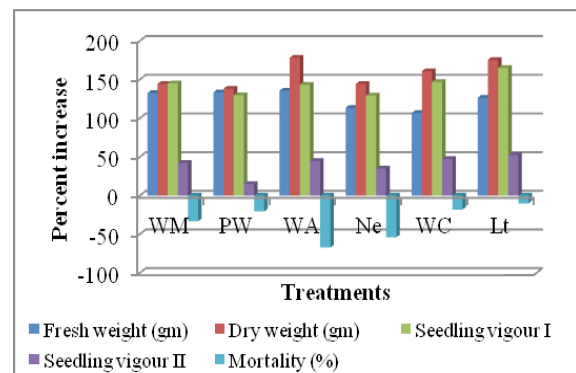 200
150
100
50
0
-50
-100
Percent increase
WM PW WA Ne WC Lt
Treatments
Fresh weight (gm) Dry weight (gm) Seedling vigour I
Seedling vigour II Mortality (%)